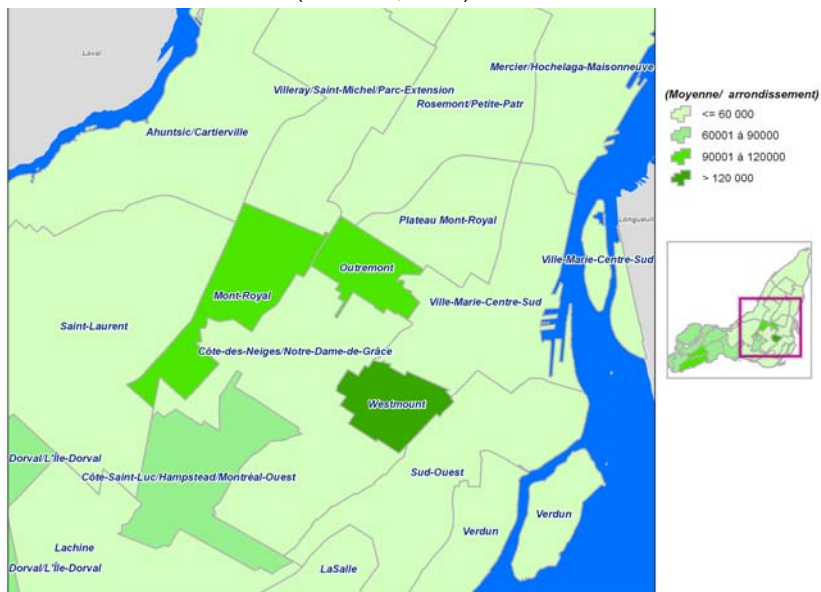 Laval
Mercier/Hochelaga-Maisonneuve
Villeray/Saint-Michel/Parc-Extension
Rosemont/Petite-Patr
Ahuntsic/Cartierville
(Moyenne/ arrondissement)
<= 60 000
60001 à 90000
90001 à 120000
> 120 000
Longueuil
Plateau Mont-Royal
Outremont
Ville-Marie-Centre-Sud
Mont-Royal
Ville-Marie-Centre-Sud
Saint-Laurent
Côte-des-Neiges/Notre-Dame-de-Grâce
Westmount
Dorval/L'Île-Dorval
Côte-Saint-Luc/Hampstead/Montréal-Ouest
Sud-Ouest
Verdun
Verdun
Lachine
Dorval/L'Île-Dorval
LaSalle